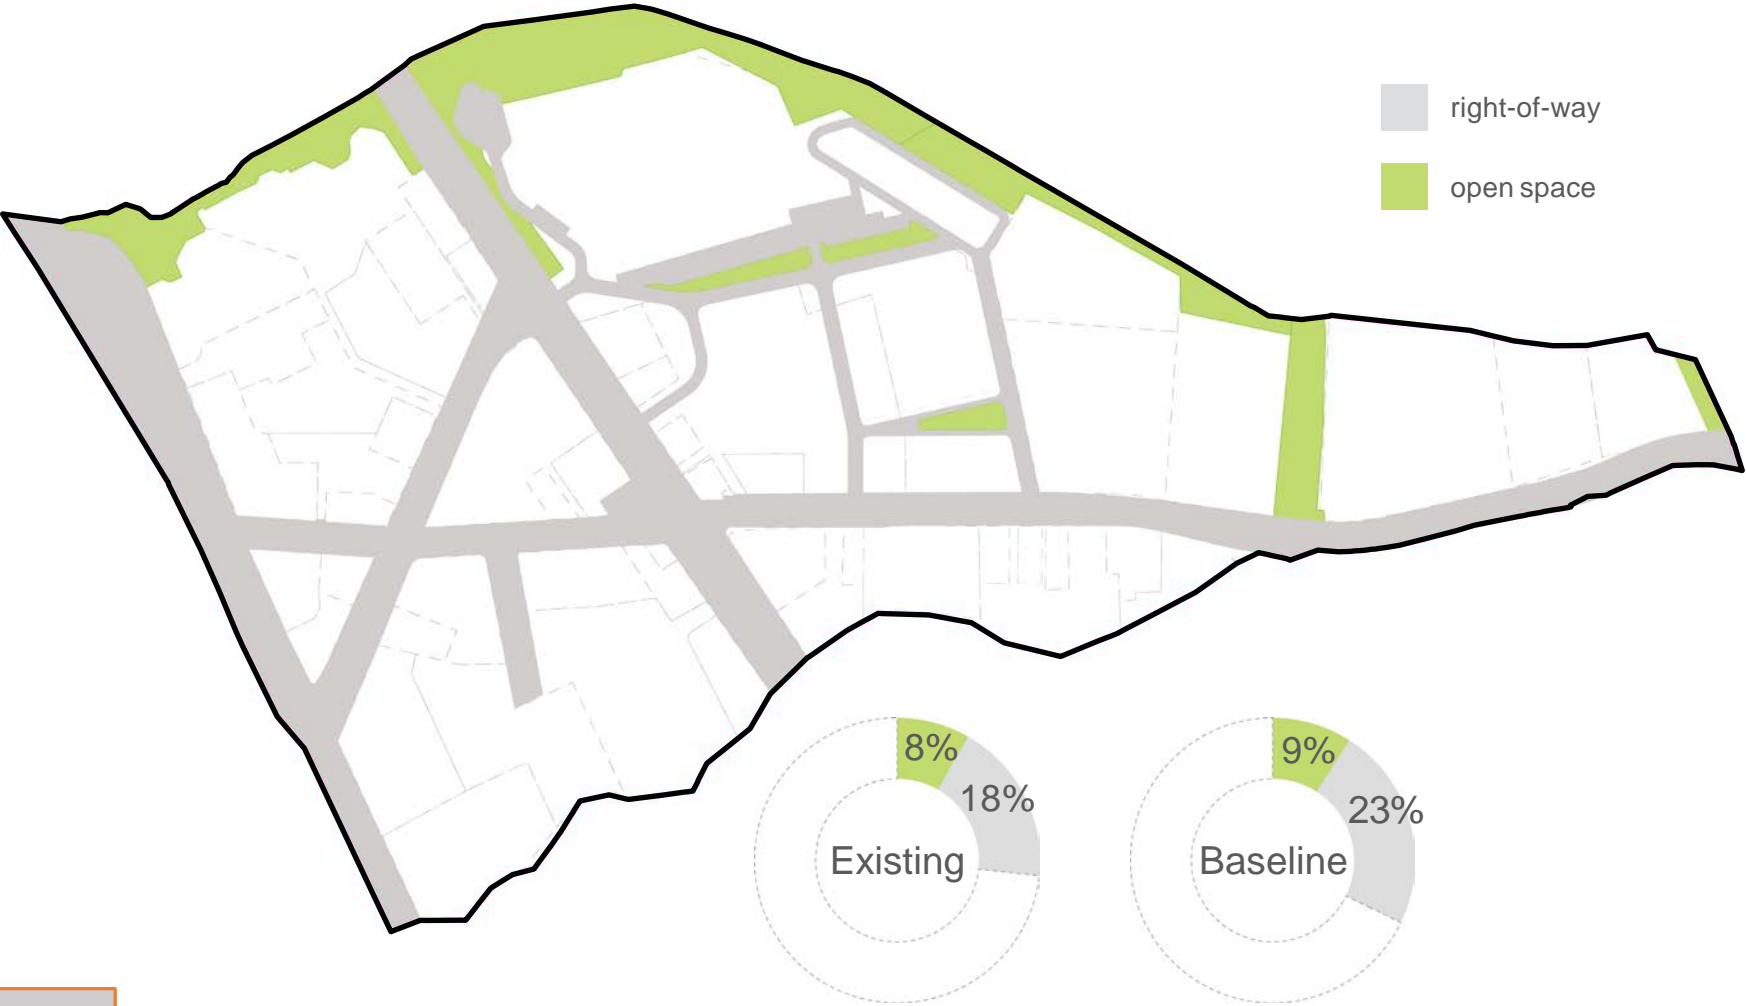 right-of-way
open space
8%
18%
Existing
9%
23%
Baseline